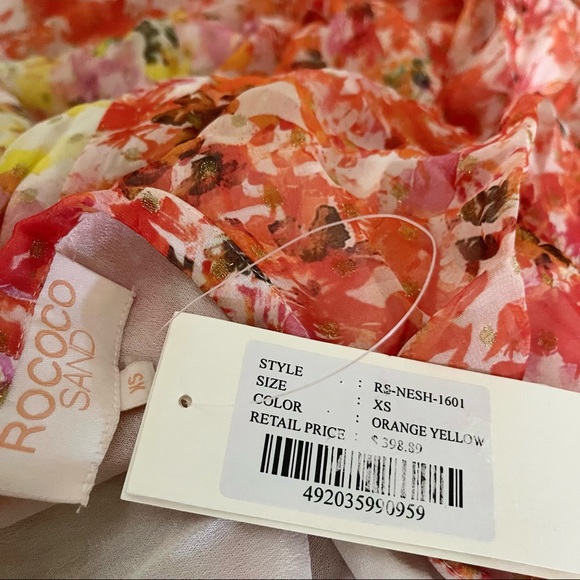 ROCOCO
SAND
XS
STYLE : RS-NESH-1601
SIZE : XS
COLOR : ORANGE YELLOW
RETAIL PRICE : $ 398.89
492035990959